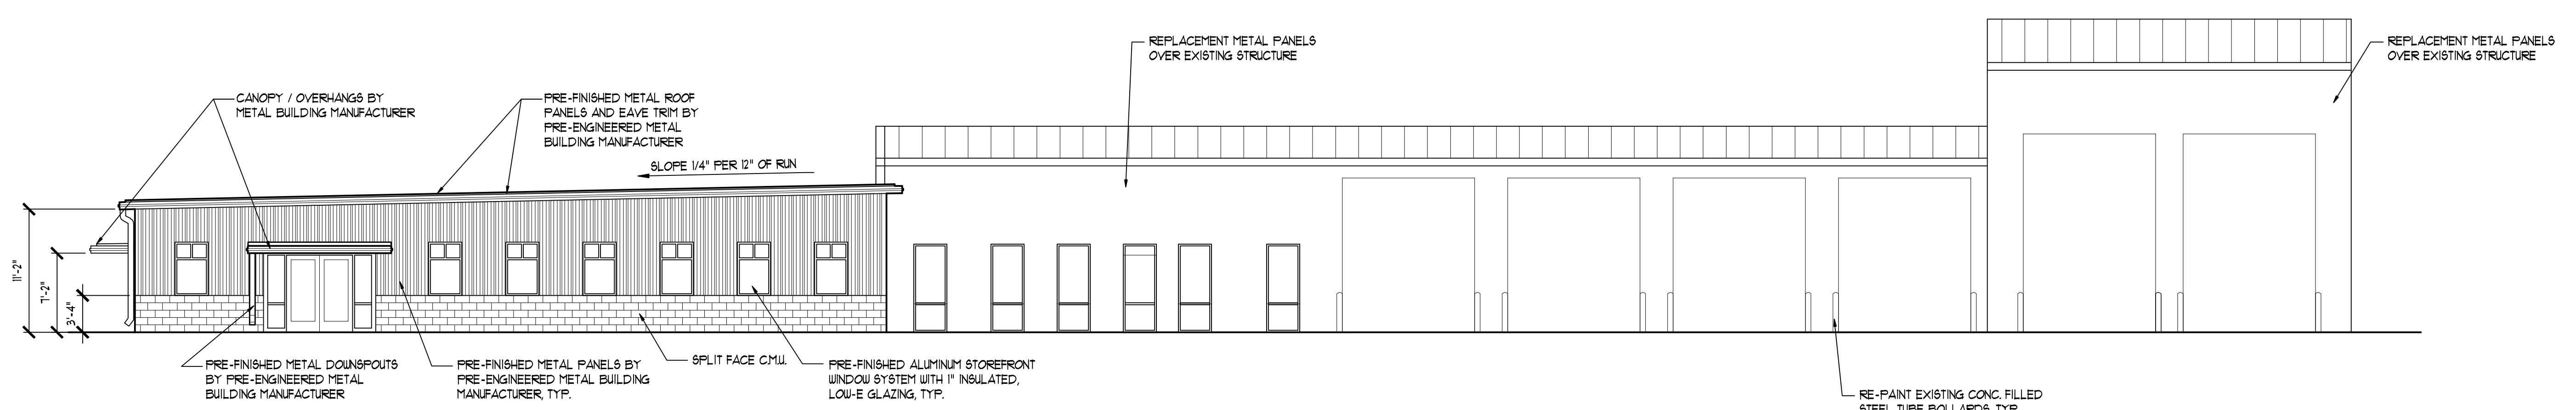 REPLACEMENT METAL PANELS
OVER EXISTING STRUCTURE
REPLACEMENT METAL PANELS
OVER EXISTING STRUCTURE
CANOPY / OVERHANGS BY
METAL BUILDING MANUFACTURER
PRE-FINISHED METAL ROOF
PANELS AND EAVE TRIM BY
PRE-ENGINEERED METAL
BUILDING MANUFACTURER
SLOPE 1/4" PER 12" OF RUN
11'-2"
7'-2"
3'-4"
PRE-FINISHED METAL DOWNSPOUTS
BY PRE-ENGINEERED METAL
BUILDING MANUFACTURER
PRE-FINISHED METAL PANELS BY
PRE-ENGINEERED METAL BUILDING
MANUFACTURER, TYP.
SPLIT FACE C.M.U.
PRE-FINISHED ALUMINUM STOREFRONT
WINDOW SYSTEM WITH 1" INSULATED,
LOW-E GLAZING, TYP.
RE-PAINT EXISTING CONC. FILLED
STEEL TUBE BOLLARDS, TYP.